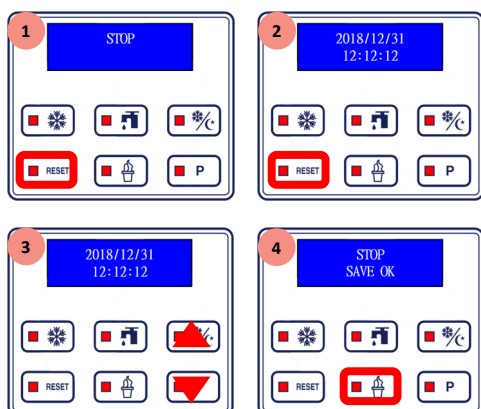 1
STOP
RESET
P
2
2018/12/31
12:12:12
RESET
P
3
2018/12/31
12:12:12
RESET
4
STOP
SAVE OK
RESET
P